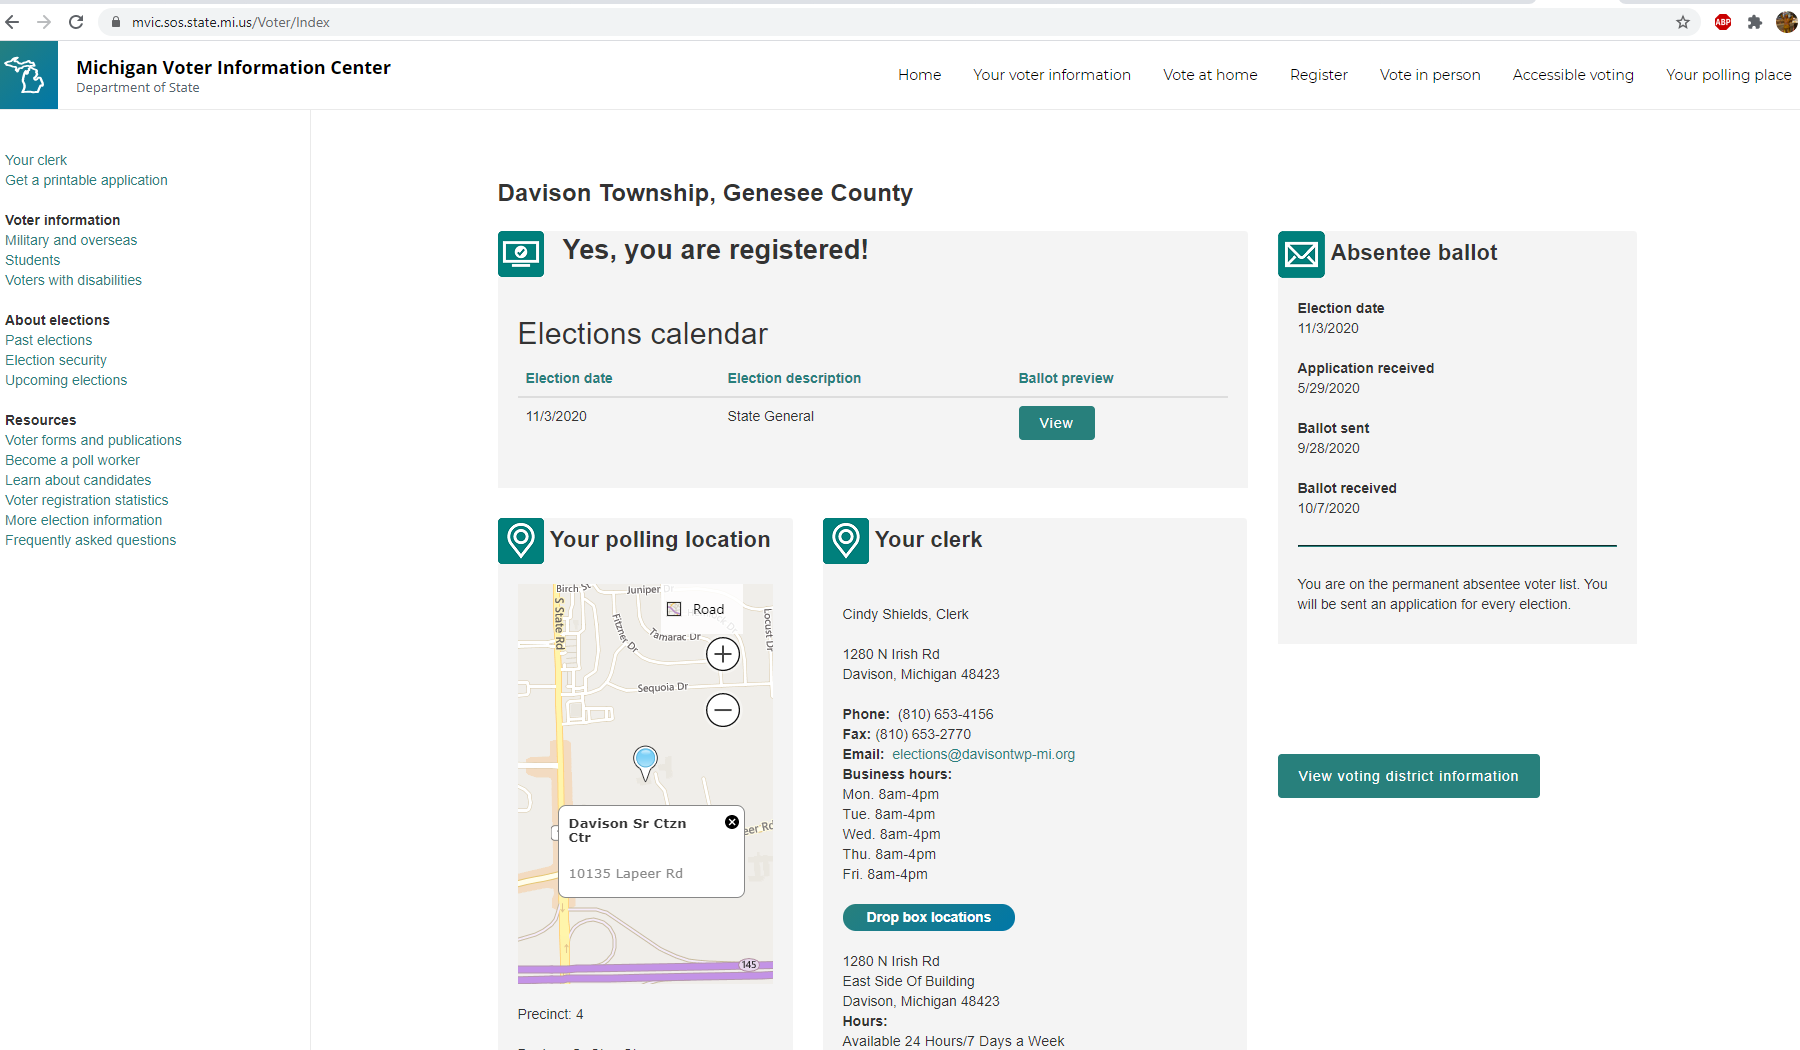 mvic.sos.state.mi.us/Voter/Index
ABP
Michigan Voter Information Center
Department of State
Home
Your voter information
Vote at home
Register
Vote in person
Accessible voting
Your polling place
Your clerk
Get a printable application
Voter information
Military and overseas
Students
Voters with disabilities
About elections
Past elections
Election security
Upcoming elections
Resources
Voter forms and publications
Become a poll worker
Learn about candidates
Voter registration statistics
More election information
Frequently asked questions
Davison Township, Genesee County
Yes, you are registered!
Elections calendar
Election date Election description Ballot preview
11/3/2020 State General View
Absentee ballot
Election date
11/3/2020
Application received
5/29/2020
Ballot sent
9/28/2020
Ballot received
10/7/2020
You are on the permanent absentee voter list. You
will be sent an application for every election.
View voting district information
Your polling location
Birch St
Juniper Dr
Road
S State Rd
Fitzner Dr
Tamarac Dr
Locust Dr
Sequoia Dr
Davison Sr Ctzn
Ctr
10135 Lapeer Rd
eer Rd
145
Precinct: 4
Your clerk
Cindy Shields, Clerk
1280 N Irish Rd
Davison, Michigan 48423
Phone: (810) 653-4156
Fax: (810) 653-2770
Email: elections@davisontwp-mi.org
Business hours:
Mon. 8am-4pm
Tue. 8am-4pm
Wed. 8am-4pm
Thu. 8am-4pm
Fri. 8am-4pm
Drop box locations
1280 N Irish Rd
East Side Of Building
Davison, Michigan 48423
Hours:
Available 24 Hours/7 Days a Week